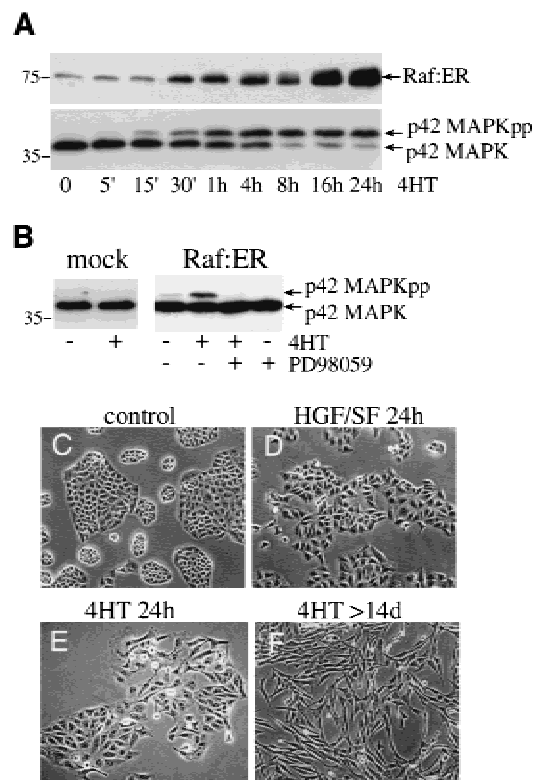 A
75-
Raf:ER
p42 MAPKpp
35-
p42 MAPK
0 5' 15' 30' 1h 4h 8h 16h 24h 4HT
B
mock Raf:ER
p42 MAPKpp
35-
p42 MAPK
- + - + + - 4HT
- - + + PD98059
control HGF/SF 24h
C D
4HT 24h 4HT >14d
E F